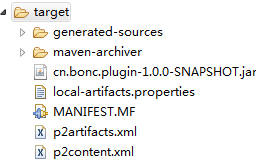 target
generated-sources
maven-archiver
cn.bonc.plugin-1.0.0-SNAPSHOT.jar
local-artifacts.properties
MANIFEST.MF
p2artifacts.xml
p2content.xml